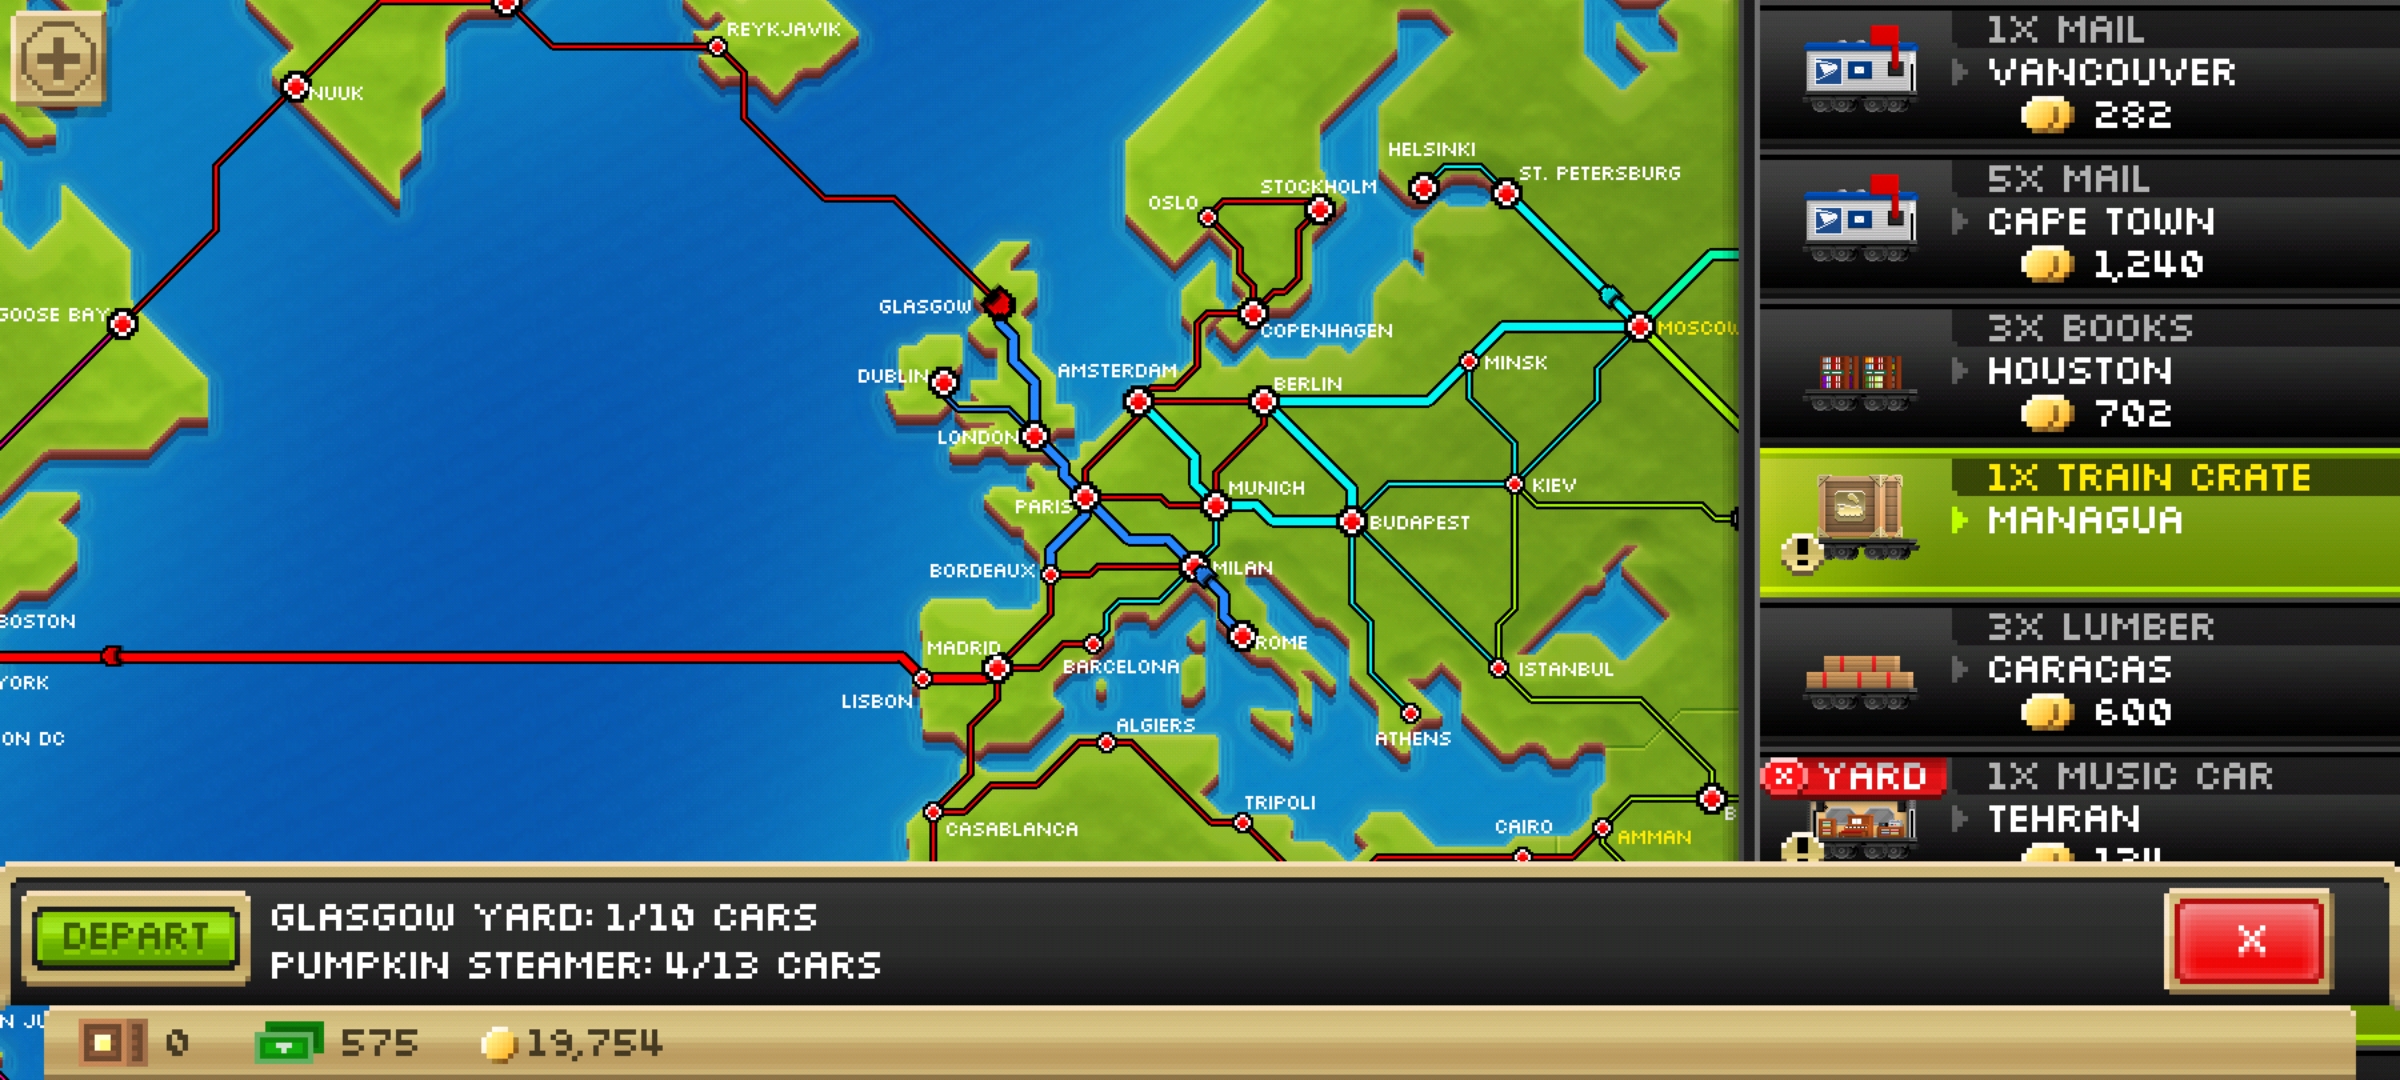 REYKJAVIK
NUUK
HELSINKI
ST. PETERSBURG
STOCKHOLM
OSLO
GLASGOW
GOOSE BAY
COPENHAGEN
MOSCOW
MINSK
AMSTERDAM
DUBLIN
BERLIN
LONDON
MUNICH
KIEV
PARIS
BUDAPEST
BORDEAUX
MILAN
BOSTON
ROME
MADRID
BARCELONA
ISTANBUL
YORK
LISBON
ALGIERS
ON DC
ATHENS
TRIPOLI
CASABLANCA
CAIRO
AMMAN
B
1X MAIL
VANCOUVER
282
5X MAIL
CAPE TOWN
1,240
3X BOOKS
HOUSTON
702
1X TRAIN CRATE
MANAGUA
3X LUMBER
CARACAS
600
X YARD
1X MUSIC CAR
TEHRAN
134
DEPART
GLASGOW YARD: 1/10 CARS
PUMPKIN STEAMER: 4/13 CARS
X
N JU
0
575
19,754